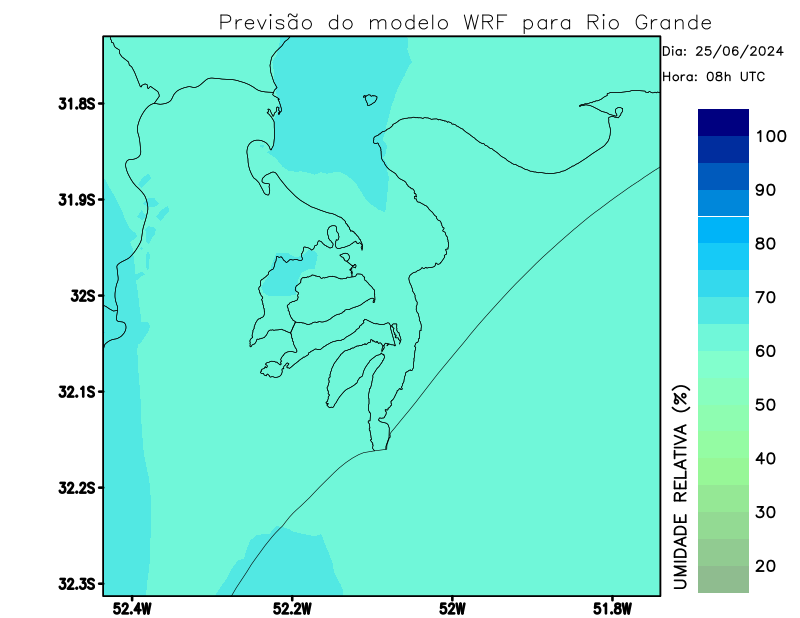 Previsão do modelo WRF para Rio Grande
Dia: 25/06/2024
Hora: 08h UTC
31.8S
31.9S
32S
32.1S
32.2S
32.3S
52.4W
52.2W
52W
51.8W
UMIDADE RELATIVA (%)
100
90
80
70
60
50
40
30
20